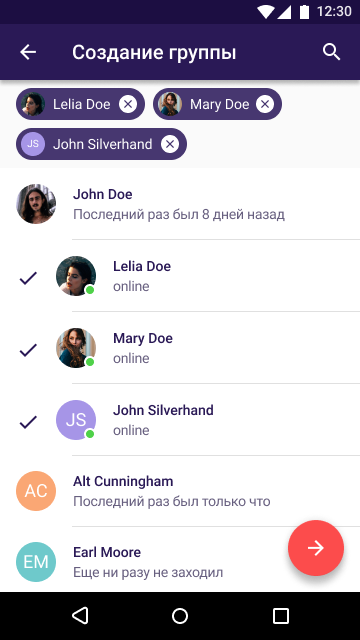 12:30
Создание группы
Lelia Doe
Mary Doe
JS John Silverhand
John Doe
Последний раз был 8 дней назад
Lelia Doe
online
Mary Doe
online
JS
John Silverhand
online
AC
Alt Cunningham
Последний раз был только что
EM
Earl Moore
Еще ни разу не заходил